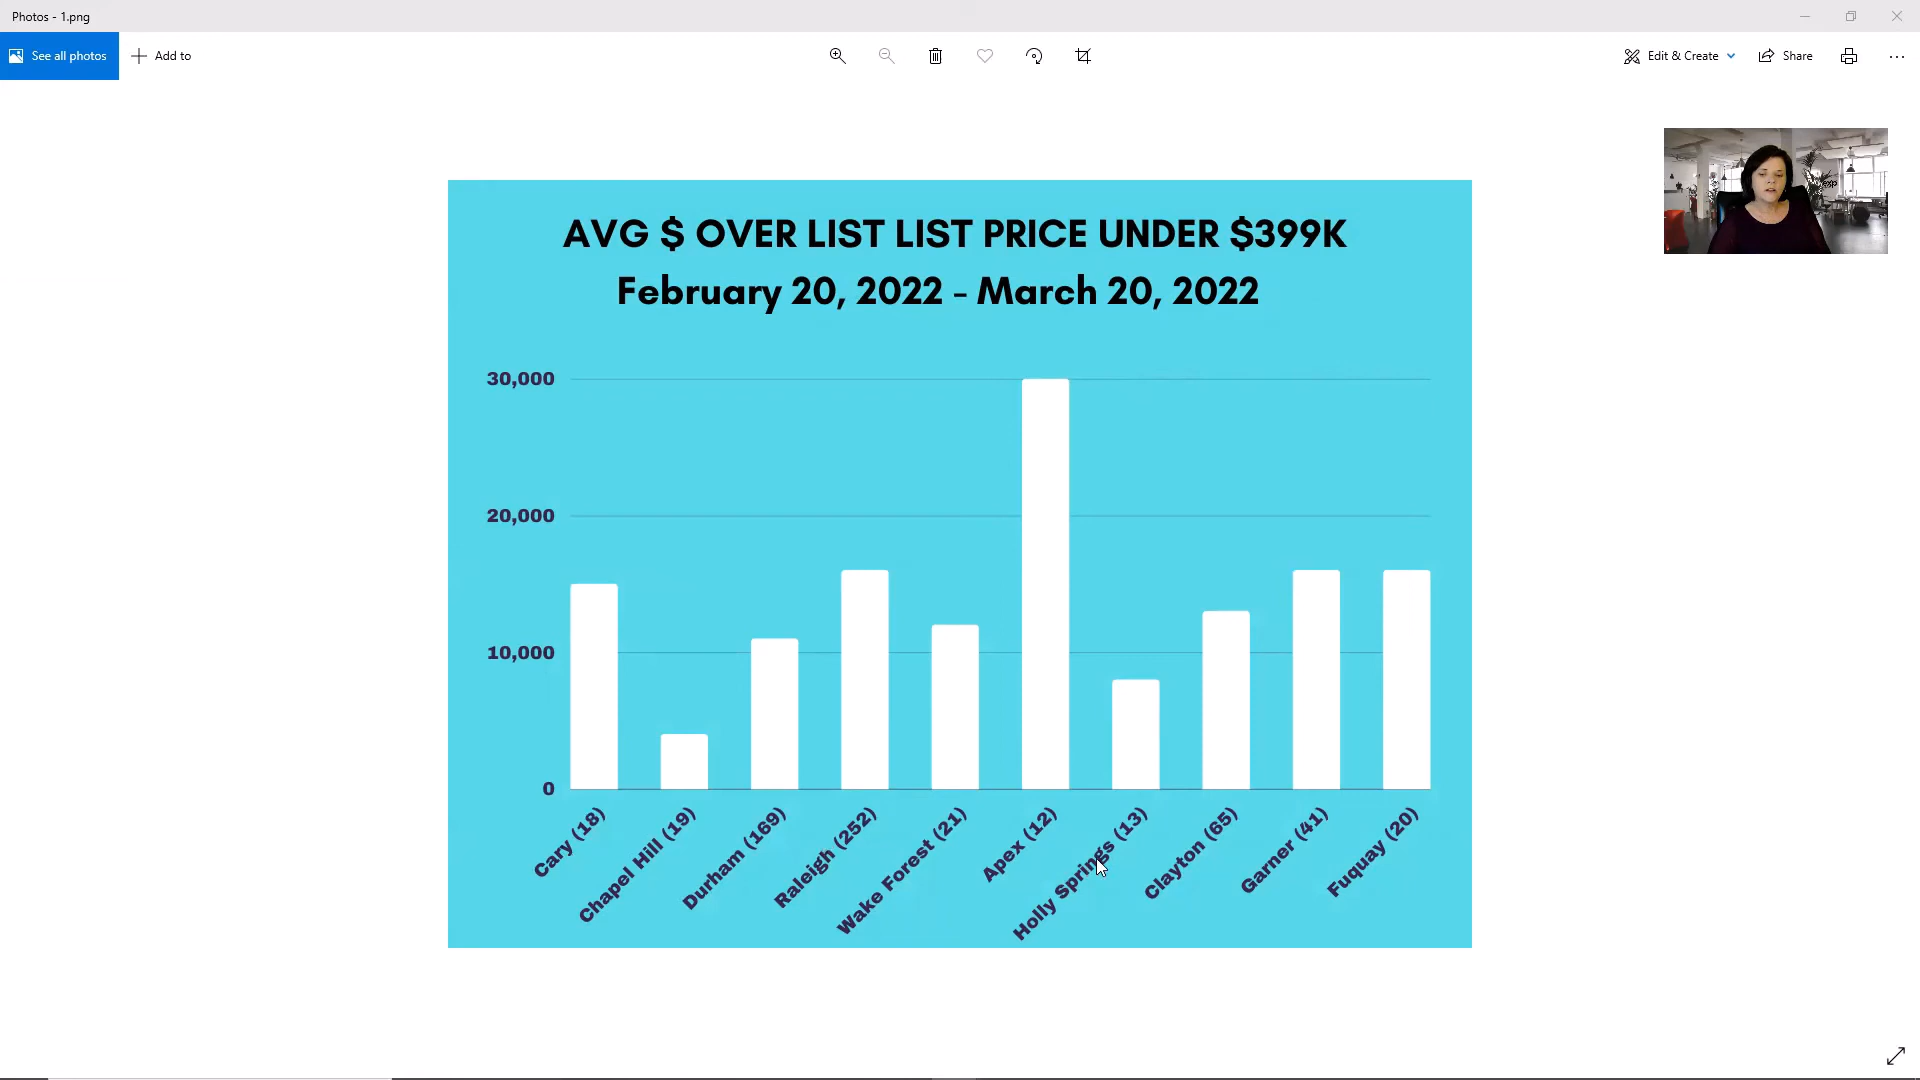 Photos - 1.png
See all photos
Add to
Edit & Create
Share
exp
AVG $ OVER LIST LIST PRICE UNDER $399K
February 20, 2022 - March 20, 2022
30,000
20,000
10,000
0
Cary (18)
Chapel Hill (19)
Durham (169)
Raleigh (252)
Wake Forest (21)
Apex (12)
Holly Springs (13)
Clayton (65)
Garner (41)
Fuquay (20)